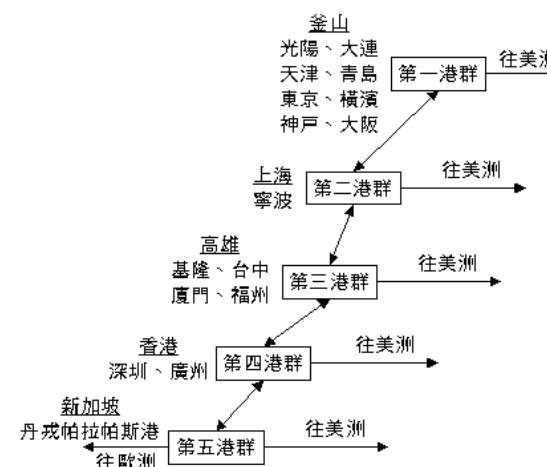 釜山
光陽、大連
天津、青島
東京、橫濱
神戸、大阪
第一港群
往美洲
上海
寧波
第二港群
往美洲
高雄
基隆、台中
廈門、福州
第三港群
往美洲
香港
深圳、廣州
第四港群
往美洲
新加坡
丹戎帕拉帕斯港
往歐洲
第五港群
往美洲